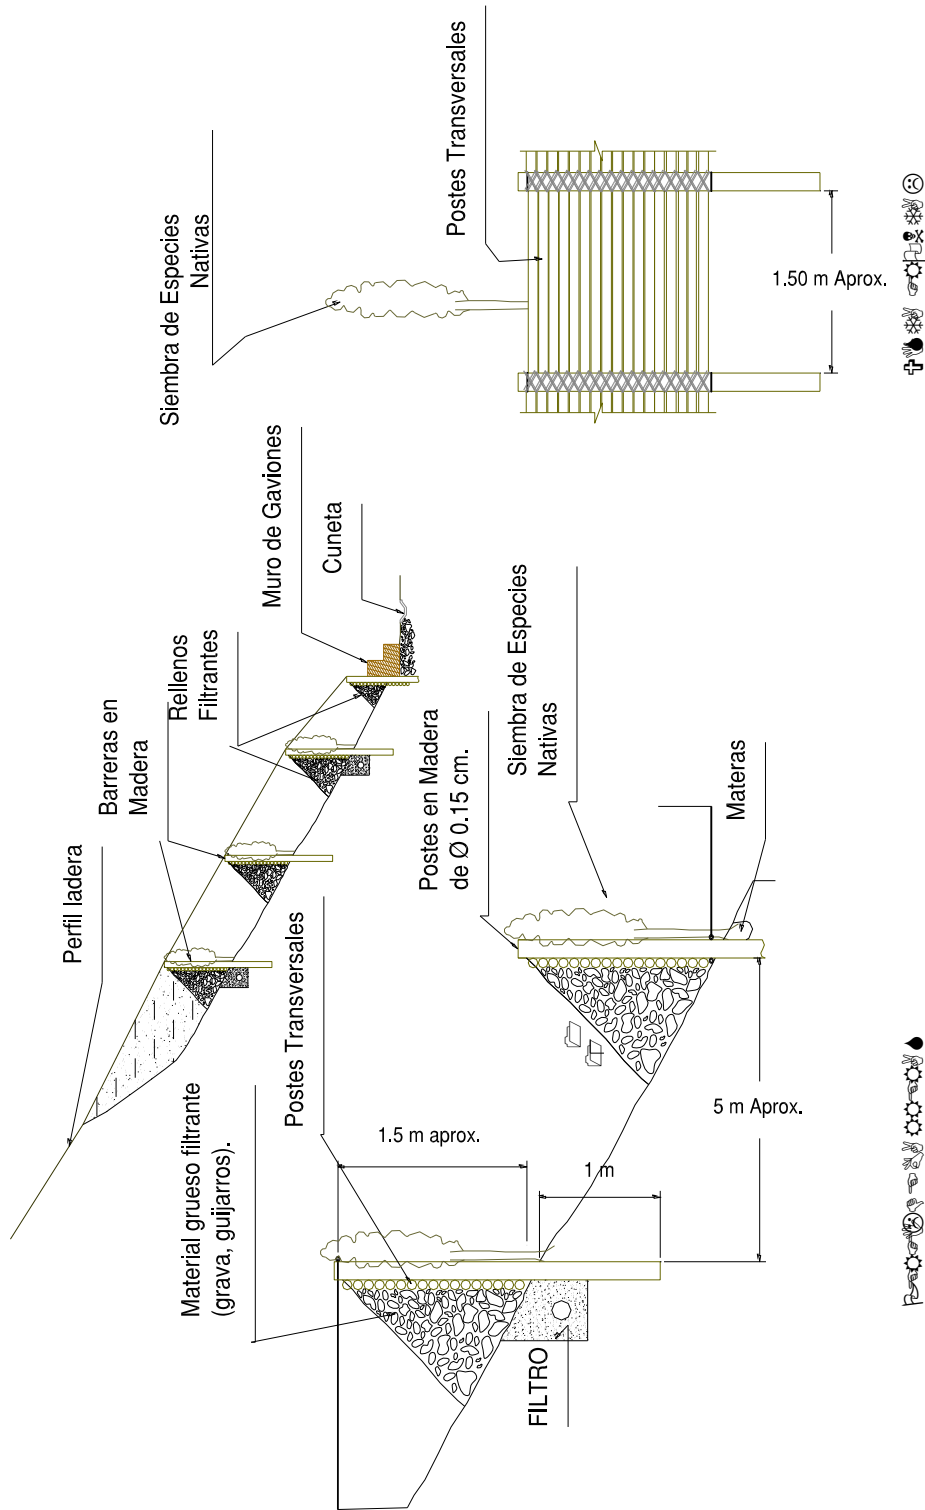 Perfil ladera
Barreras en
Madera
Rellenos
Filtrantes
Muro de Gaviones
Cuneta
Siembra de Especies
Nativas
Postes Transversales
1.50 m Aprox.
Material grueso filtrante
(grava, guijarros).
Postes Transversales
1.5 m aprox.
1 m
FILTRO
5 m Aprox.
Postes en Madera
de Ø 0.15 cm.
Siembra de Especies
Nativas
Materas